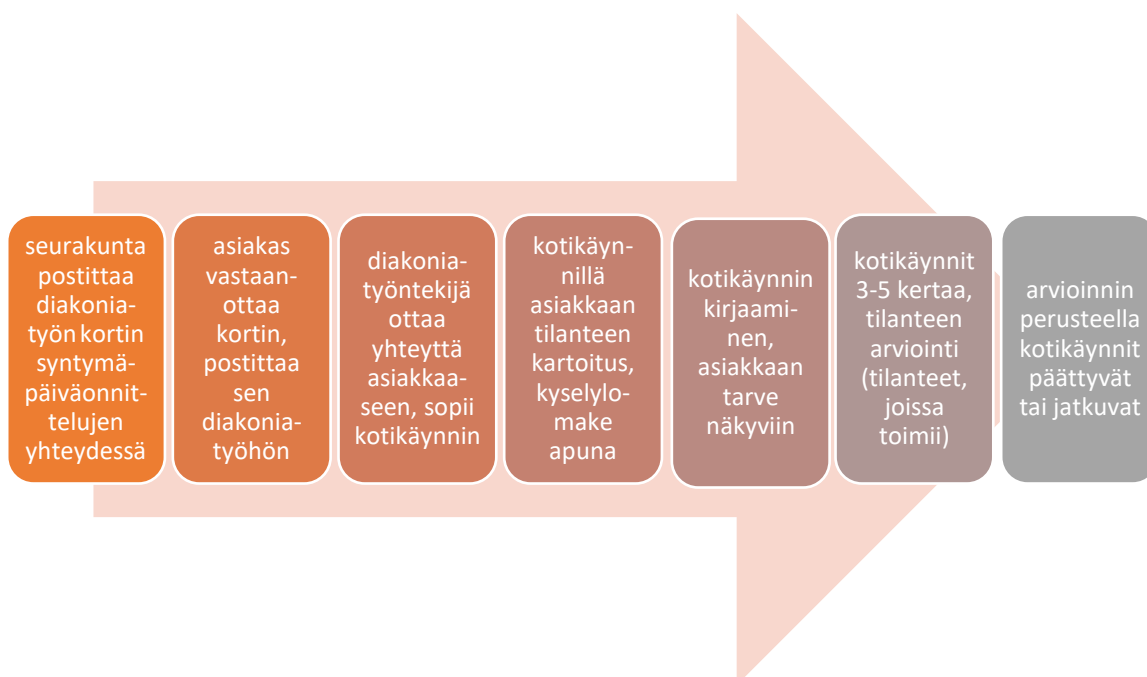 seurakunta
postittaa
diakonia-
työn kortin
syntymä-
päiväonnit-
telujen
yhteydessä
asiakas
vastaan-
ottaa
kortin,
postittaa
sen
diakonia-
työhön
diakonia-
työntekijä
ottaa
yhteyttä
asiakkaa-
seen, sopii
kotikäynnin
kotikäyn-
nillä
asiakkaan
tilanteen
kartoitus,
kyselylo-
make
apuna
kotikäynnin
kirjaami-
nen,
asiakkaan
tarve
näkyviin
kotikäynnit
3-5 kertaa,
tilanteen
arviointi
(tilanteet,
joissa
toimii)
arvioinnin
perusteella
kotikäynnit
päättyvät
tai jatkuvat